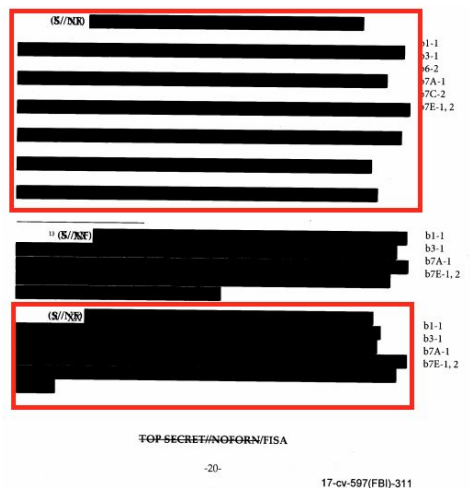 (S//NF)
b1-1
b3-1
b6-2
b7A-1
b7C-2
b7E-1, 2
(S//NF)
b1-1
b3-1
b7A-1
b7E-1, 2
(S//NF)
b1-1
b3-1
b7A-1
b7E-1, 2
TOP SECRET//NOFORN/FISA
-20-
17-cv-597(FBI)-311